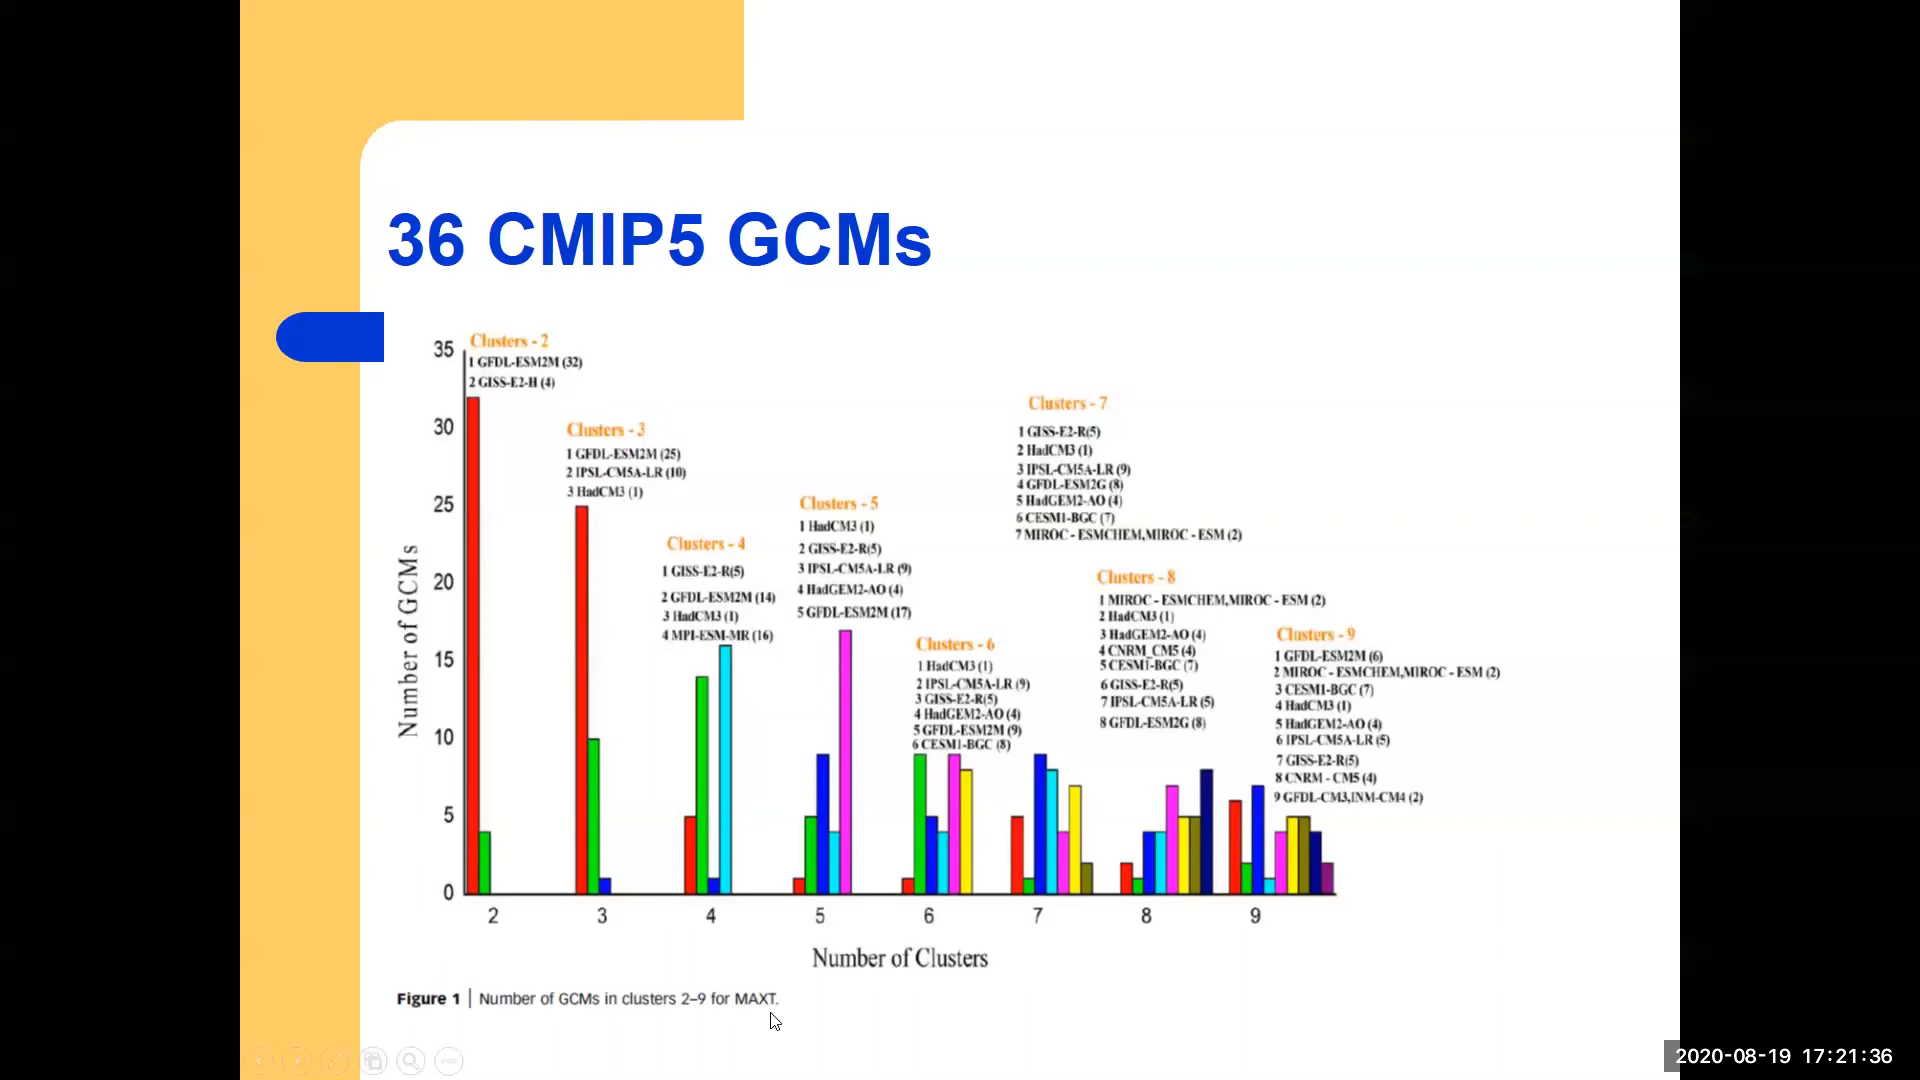 36 CMIP5 GCMs
Clusters - 2
1 GFDL-ESM2M (32)
2 GISS-E2-H (4)
Clusters - 3
1 GFDL-ESM2M (25)
2 IPSL-CM5A-LR (10)
3 HadCM3 (1)
Clusters - 4
1 GISS-E2-R(5)
2 GFDL-ESM2M (14)
3 HadCM3 (1)
4 MPI-ESM-MR (16)
Clusters - 5
1 HadCM3 (1)
2 GISS-E2-R(5)
3 IPSL-CM5A-LR (9)
4 HadGEM2-AO (4)
5 GFDL-ESM2M (17)
Clusters - 6
1 HadCM3 (1)
2 IPSL-CM5A-LR (9)
3 GISS-E2-R(5)
4 HadGEM2-AO (4)
5 GFDL-ESM2M (9)
6 CESM1-BGC (8)
Clusters - 7
1 GISS-E2-R(5)
2 HadCM3 (1)
3 IPSL-CM5A-LR (9)
4 GFDL-ESM2G (8)
5 HadGEM2-AO (4)
6 CESM1-BGC (7)
7 MIROC - ESMCHEM,MIROC - ESM (2)
Clusters - 8
1 MIROC - ESMCHEM,MIROC - ESM (2)
2 HadCM3 (1)
3 HadGEM2-AO (4)
4 CNRM_CM5 (4)
5 CESM1-BGC (7)
6 GISS-E2-R(5)
7 IPSL-CM5A-LR (5)
8 GFDL-ESM2G (8)
Clusters - 9
1 GFDL-ESM2M (6)
2 MIROC - ESMCHEM,MIROC - ESM (2)
3 CESM1-BGC (7)
4 HadCM3 (1)
5 HadGEM2-AO (4)
6 IPSL-CM5A-LR (5)
7 GISS-E2-R(5)
8 CNRM - CM5 (4)
9 GFDL-CM3,INM-CM4 (2)
Number of GCMs
35
30
25
20
15
10
5
0
2 3 4 5 6 7 8 9
Number of Clusters
Figure 1 | Number of GCMs in clusters 2–9 for MAXT.
2020-08-19 17:21:36